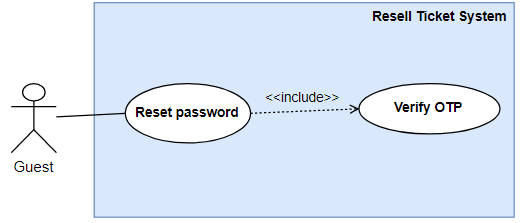 Resell Ticket System
<<include>>
Reset password
Verify OTP
Guest